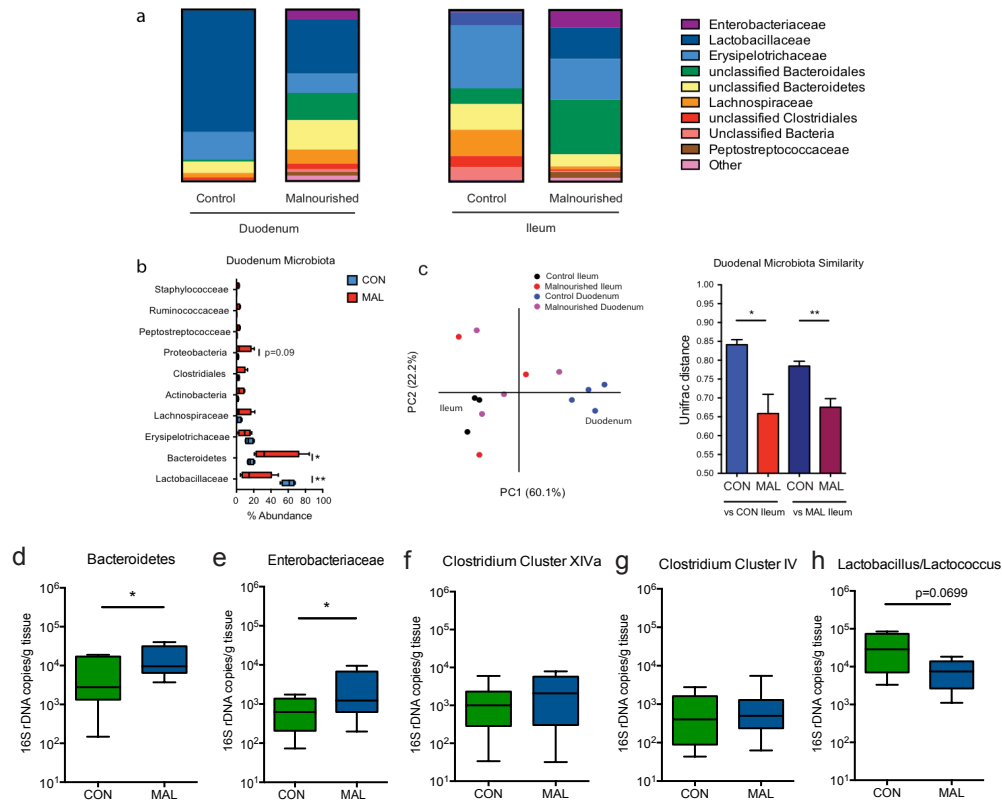 a
Control
Malnourished
Duodenum
Control
Malnourished
Ileum
Enterobacteriaceae
Lactobacillaceae
Erysipelotrichaceae
unclassified Bacteroidales
unclassified Bacteroidetes
Lachnospiraceae
unclassified Clostridiales
Unclassified Bacteria
Peptostreptococcaceae
Other
b
Duodenum Microbiota
CON
MAL
Staphylococceae
Ruminoccaceae
Peptostreptococceae
Proteobacteria
p=0.09
Clostridiales
Actinobacteria
Lachnospiraceae
Erysipelotrichaceae
Bacteroidetes
*
Lactobacillaceae
**
0 20 40 60 80 100
% Abundance
c
Control Ileum
Malnourished Ileum
Control Duodenum
Malnourished Duodenum
PC2 (22.2%)
Ileum
Duodenum
PC1 (60.1%)
Duodenal Microbiota Similarity
Unifrac distance
1.00
0.95
0.90
0.85
0.80
0.75
0.70
0.65
0.60
0.55
0.50
*
**
CON MAL CON MAL
vs CON Ileum
vs MAL Ileum
d
Bacteroidetes
16S rDNA copies/g tissue
10⁶
10⁵
10⁴
10³
10²
10¹
*
CON MAL
e
Enterobacteriaceae
16S rDNA copies/g tissue
10⁶
10⁵
10⁴
10³
10²
10¹
*
CON MAL
f
Clostridium Cluster XIVa
16S rDNA copies/g tissue
10⁶
10⁵
10⁴
10³
10²
10¹
CON MAL
g
Clostridium Cluster IV
16S rDNA copies/g tissue
10⁶
10⁵
10⁴
10³
10²
10¹
CON MAL
h
Lactobacillus/Lactococcus
16S rDNA copies/g tissue
10⁶
10⁵
10⁴
10³
10²
10¹
p=0.0699
CON MAL